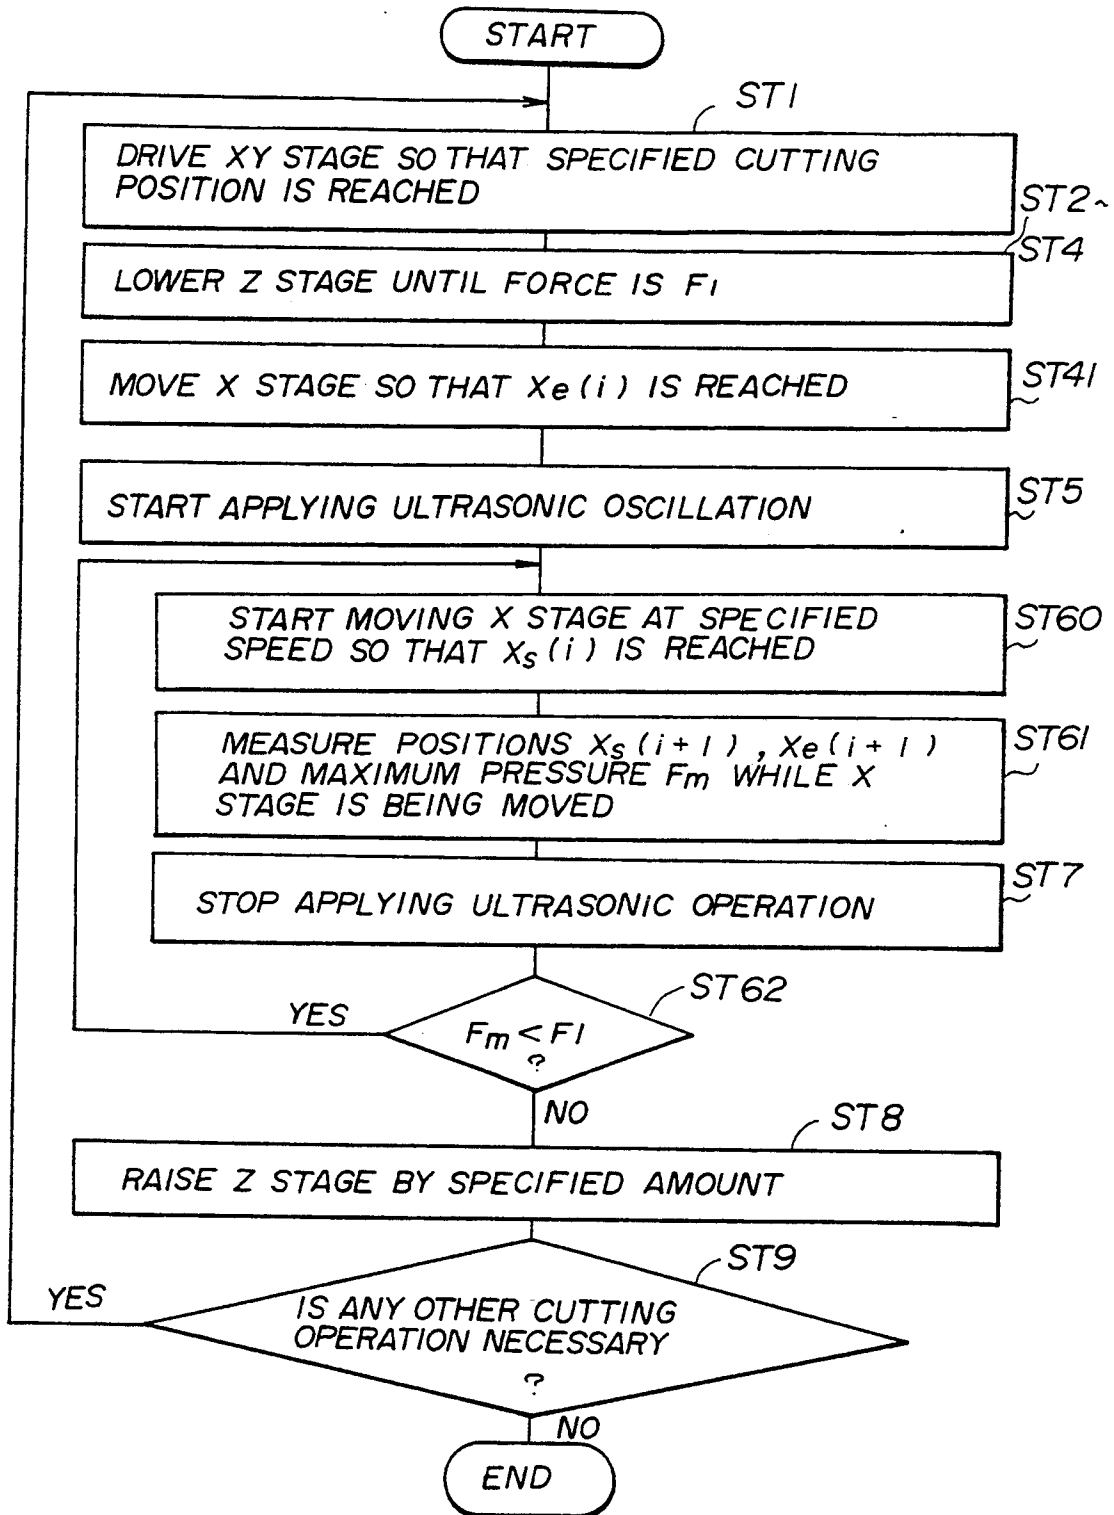 START
ST1
DRIVE XY STAGE SO THAT SPECIFIED CUTTING
POSITION IS REACHED
ST2~
ST4
LOWER Z STAGE UNTIL FORCE IS F1
MOVE X STAGE SO THAT Xe(i) IS REACHED
ST41
START APPLYING ULTRASONIC OSCILLATION
ST5
START MOVING X STAGE AT SPECIFIED
SPEED SO THAT Xs(i) IS REACHED
ST60
MEASURE POSITIONS Xs(i+1), Xe(i+1)
AND MAXIMUM PRESSURE Fm WHILE X
STAGE IS BEING MOVED
ST61
STOP APPLYING ULTRASONIC OPERATION
ST7
ST62
YES
Fm < F1
?
NO
ST8
RAISE Z STAGE BY SPECIFIED AMOUNT
ST9
YES
IS ANY OTHER CUTTING
OPERATION NECESSARY
?
NO
END